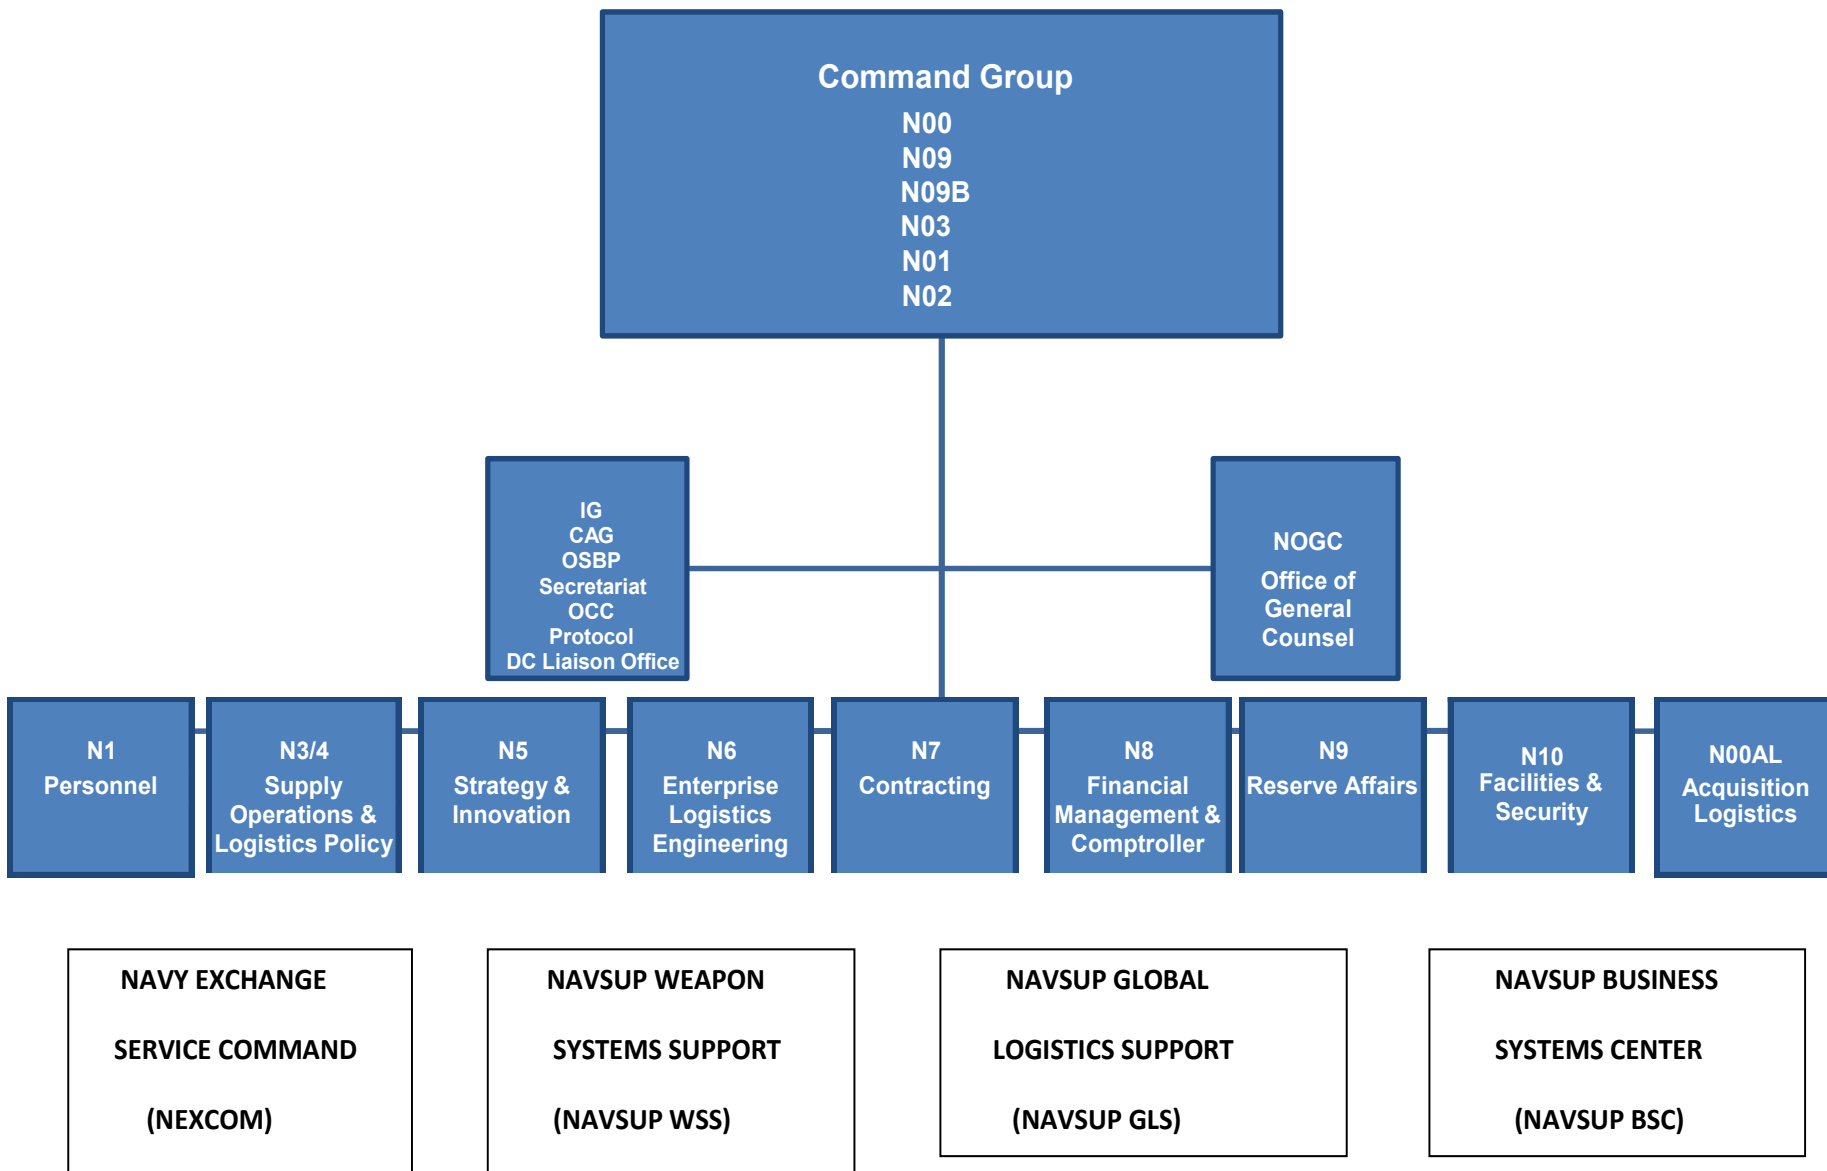 Command Group
N00
N09
N09B
N03
N01
N02
IG
CAG
OSBP
Secretariat
OCC
Protocol
DC Liaison Office
NOGC
Office of
General
Counsel
N1
Personnel
N3/4
Supply
Operations &
Logistics Policy
N5
Strategy &
Innovation
N6
Enterprise
Logistics
Engineering
N7
Contracting
N8
Financial
Management &
Comptroller
N9
Reserve Affairs
N10
Facilities &
Security
N00AL
Acquisition
Logistics
NAVY EXCHANGE
SERVICE COMMAND
(NEXCOM)
NAVSUP WEAPON
SYSTEMS SUPPORT
(NAVSUP WSS)
NAVSUP GLOBAL
LOGISTICS SUPPORT
(NAVSUP GLS)
NAVSUP BUSINESS
SYSTEMS CENTER
(NAVSUP BSC)